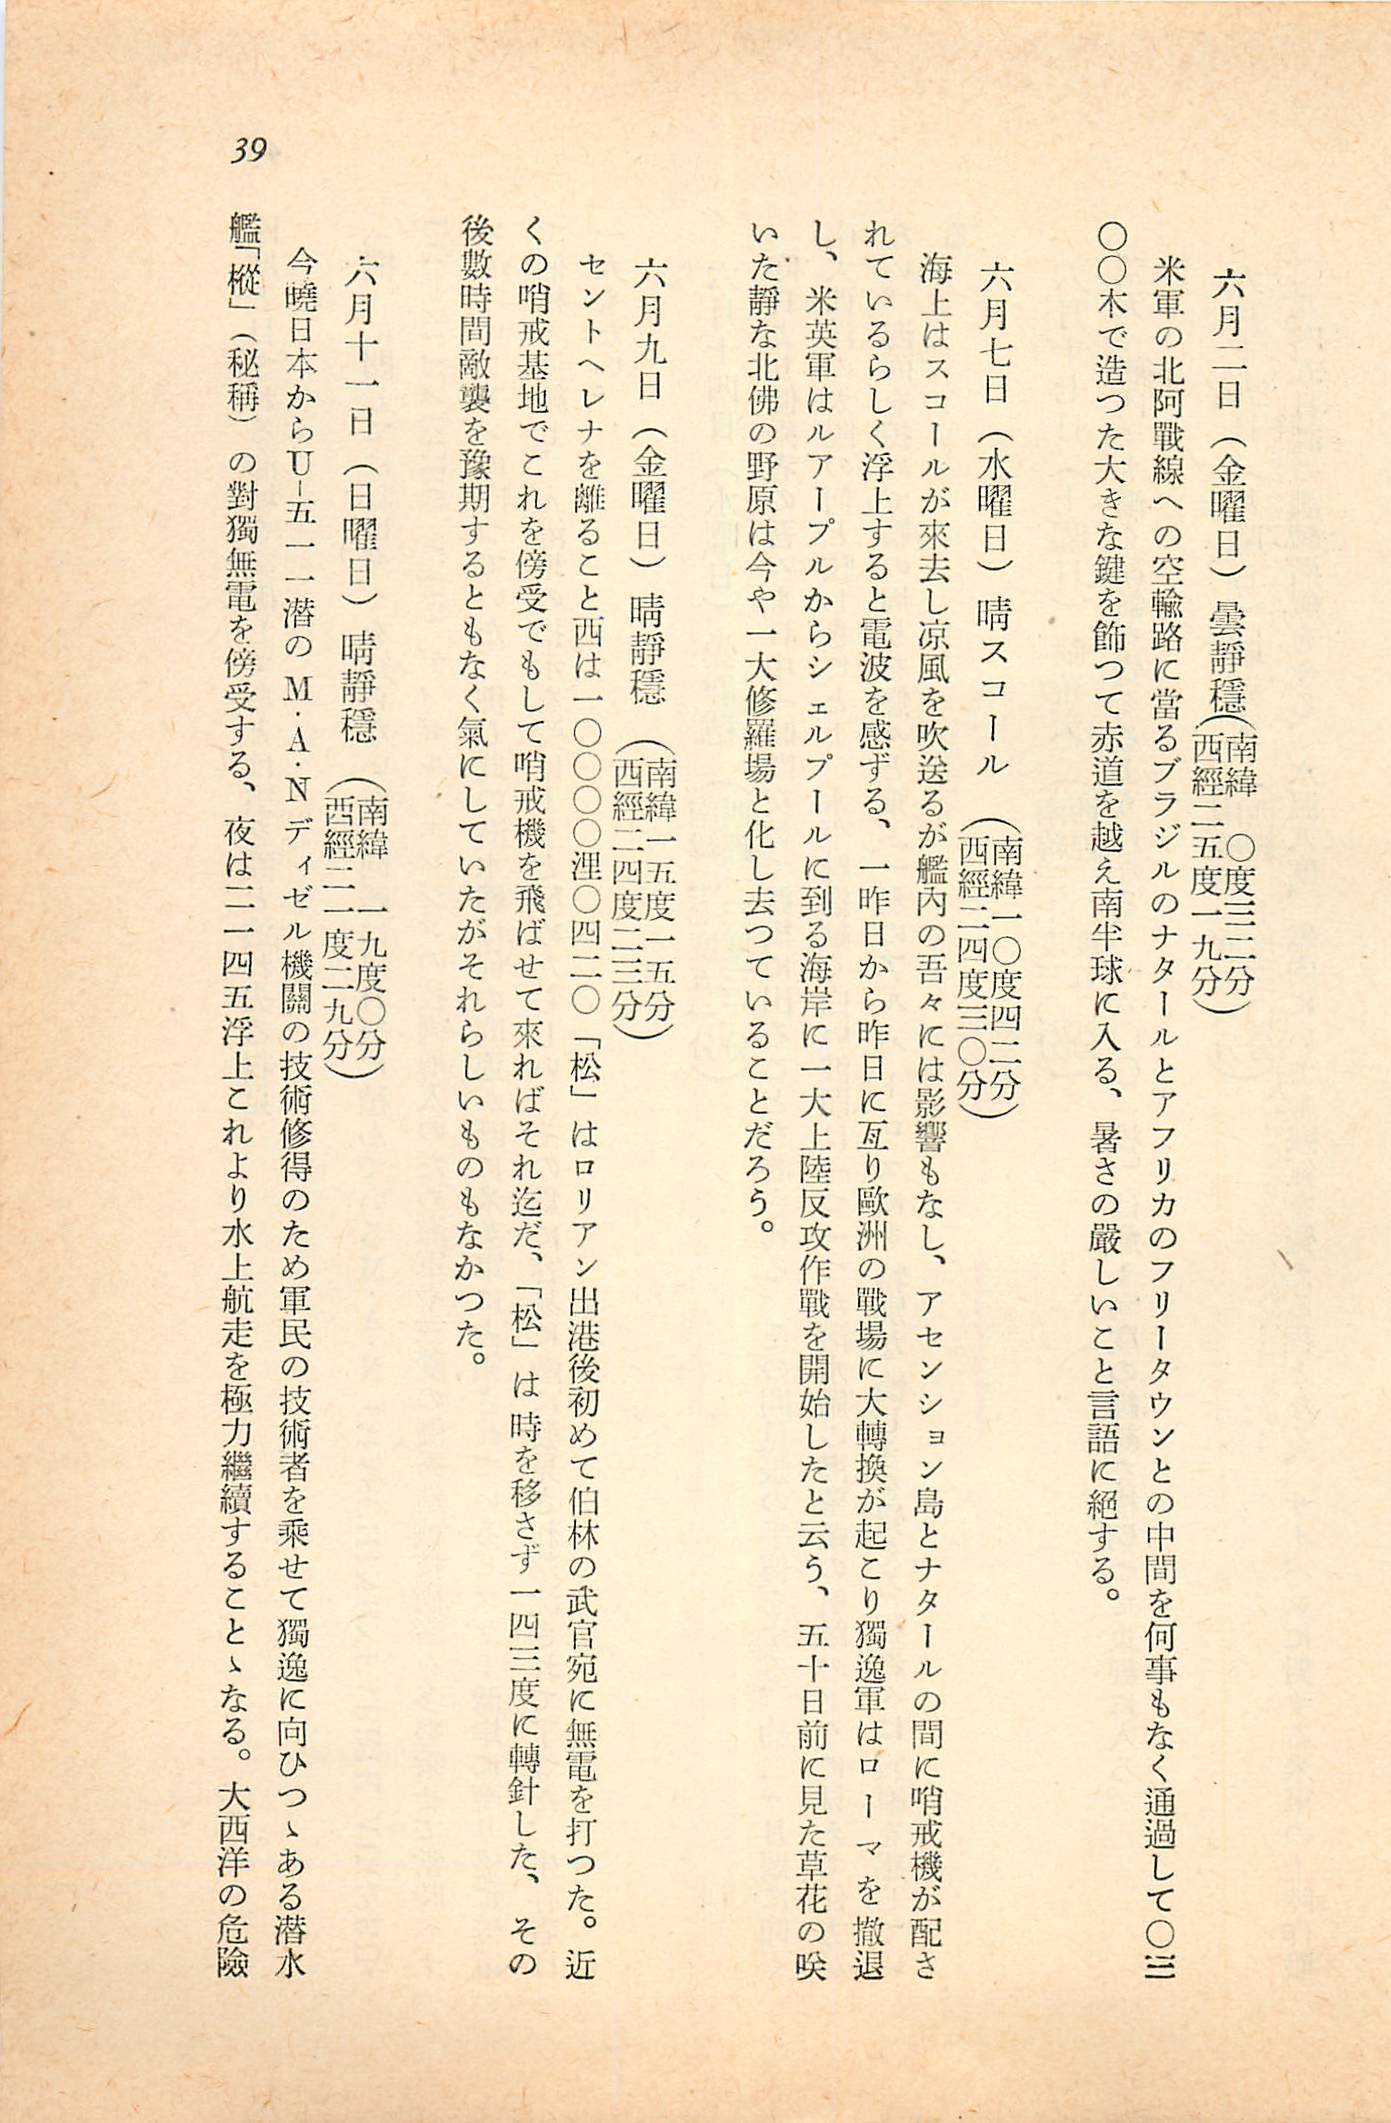 39
六月二日（金曜日）曇靜穩（南緯　〇度三二分 西經二五度一九分）
米軍の北阿戰線への空輸路に當るブラジルのナタールとアフリカのフリータウンとの中間を何事もなく通過して〇三
〇〇木で造つた大きな鍵を飾つて赤道を越え南半球に入る、暑さの嚴しいこと言語に絕する。
六月七日（水曜日）晴スコール（南緯一〇度四二分 西經二四度三〇分）
海上はスコールが來去し凉風を吹送るが艦內の吾々には影響もなし、アセンション島とナタールの間に哨戒機が配さ
れているらしく浮上すると電波を感ずる、一昨日から昨日に亙り歐洲の戰場に大轉換が起こり獨逸軍はローマを撤退
し、米英軍はルアーブルからシェルブールに到る海岸に一大上陸反攻作戰を開始したと云う、五十日前に見た草花の咲
いた靜な北佛の野原は今や一大修羅場と化し去つていることだろう。
六月九日（金曜日）晴靜穩（南緯一五度一五分 西經二四度二三分）
セントヘレナを離ること西は一〇〇〇浬〇四二〇「松」はロリアン出港後初めて伯林の武官宛に無電を打つた。近
くの哨戒基地でこれを傍受でもして哨戒機を飛ばせて來ればそれ迄だ、「松」は時を移さず一四三度に轉針した、その
後數時間敵襲を豫期するともなく氣にしていたがそれらしいものもなかつた。
六月十一日（日曜日）晴靜穩（南緯　一九度〇分 西經二一度二九分）
今曉日本からU－五一一潜のM・A・Nディゼル機關の技術修得のため軍民の技術者を乘せて獨逸に向ひつゝある潜水
艦「樅」（秘稱）の對獨無電を傍受する、夜は二一四五浮上これより水上航走を極力繼續することゝなる。大西洋の危險